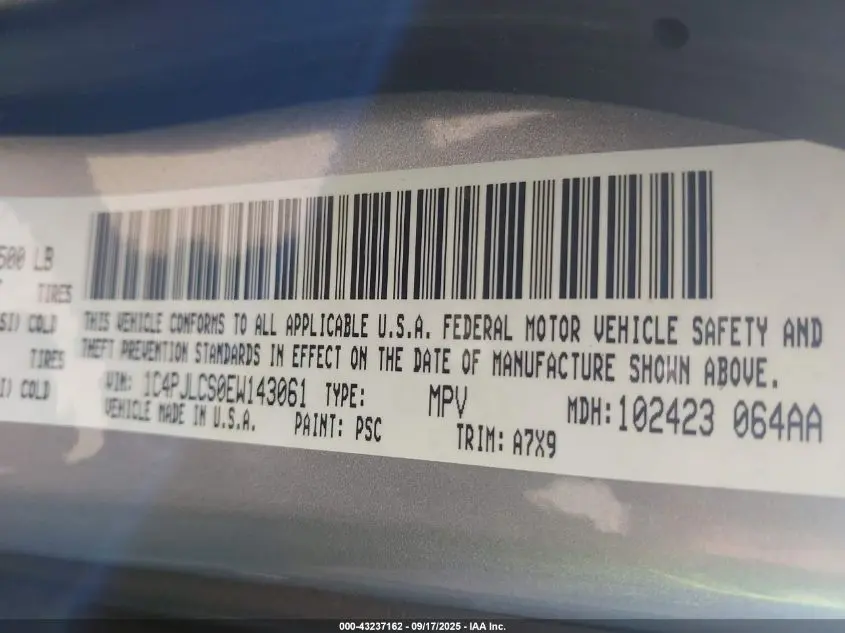 500 LB
TIRES
SI) COLD
TIRES
I) COLD
THIS VEHICLE CONFORMS TO ALL APPLICABLE U.S.A. FEDERAL MOTOR VEHICLE SAFETY AND
THEFT PREVENTION STANDARDS IN EFFECT ON THE DATE OF MANUFACTURE SHOWN ABOVE.
VIN: 1C4PJLCS0EW143061 TYPE: MPV MDH: 102423 064AA
VEHICLE MADE IN U.S.A. PAINT: PSC TRIM: A7X9
000-43237162 - 09/17/2025 - IAA Inc.